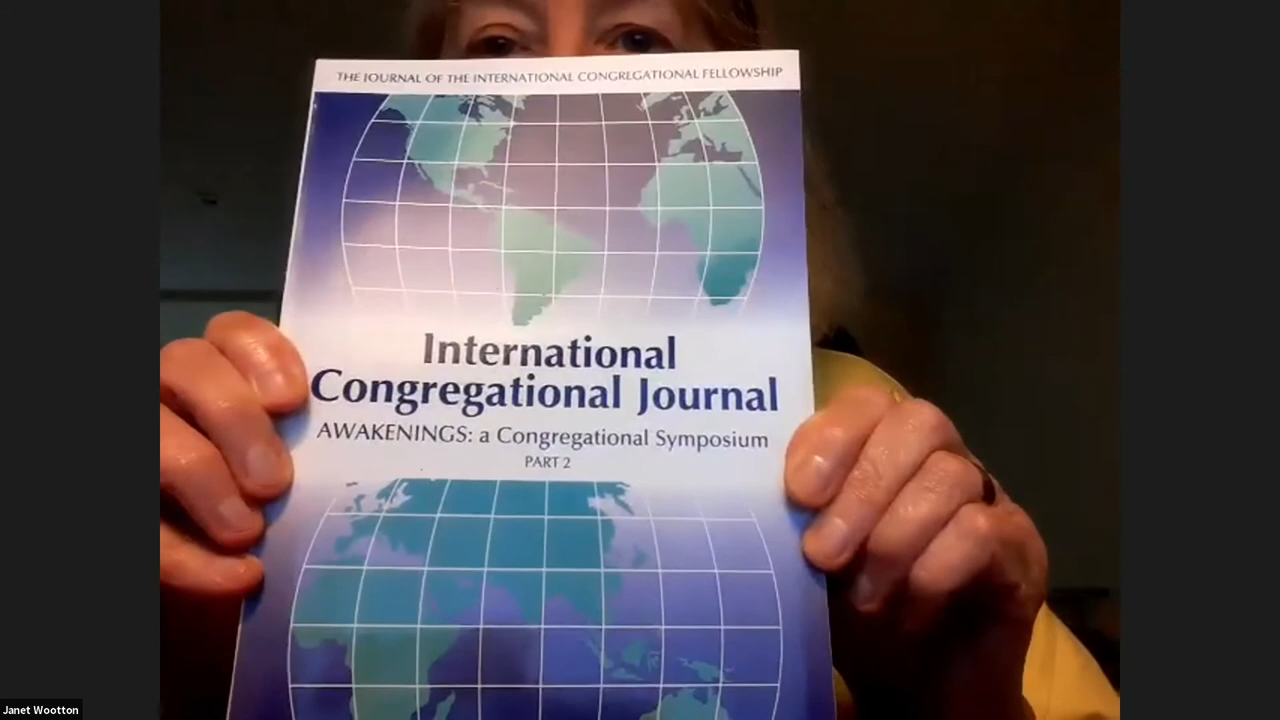 THE JOURNAL OF THE INTERNATIONAL CONGREGATIONAL FELLOWSHIP
International
Congregational Journal
AWAKENINGS: a Congregational Symposium
PART 2
Janet Wootton